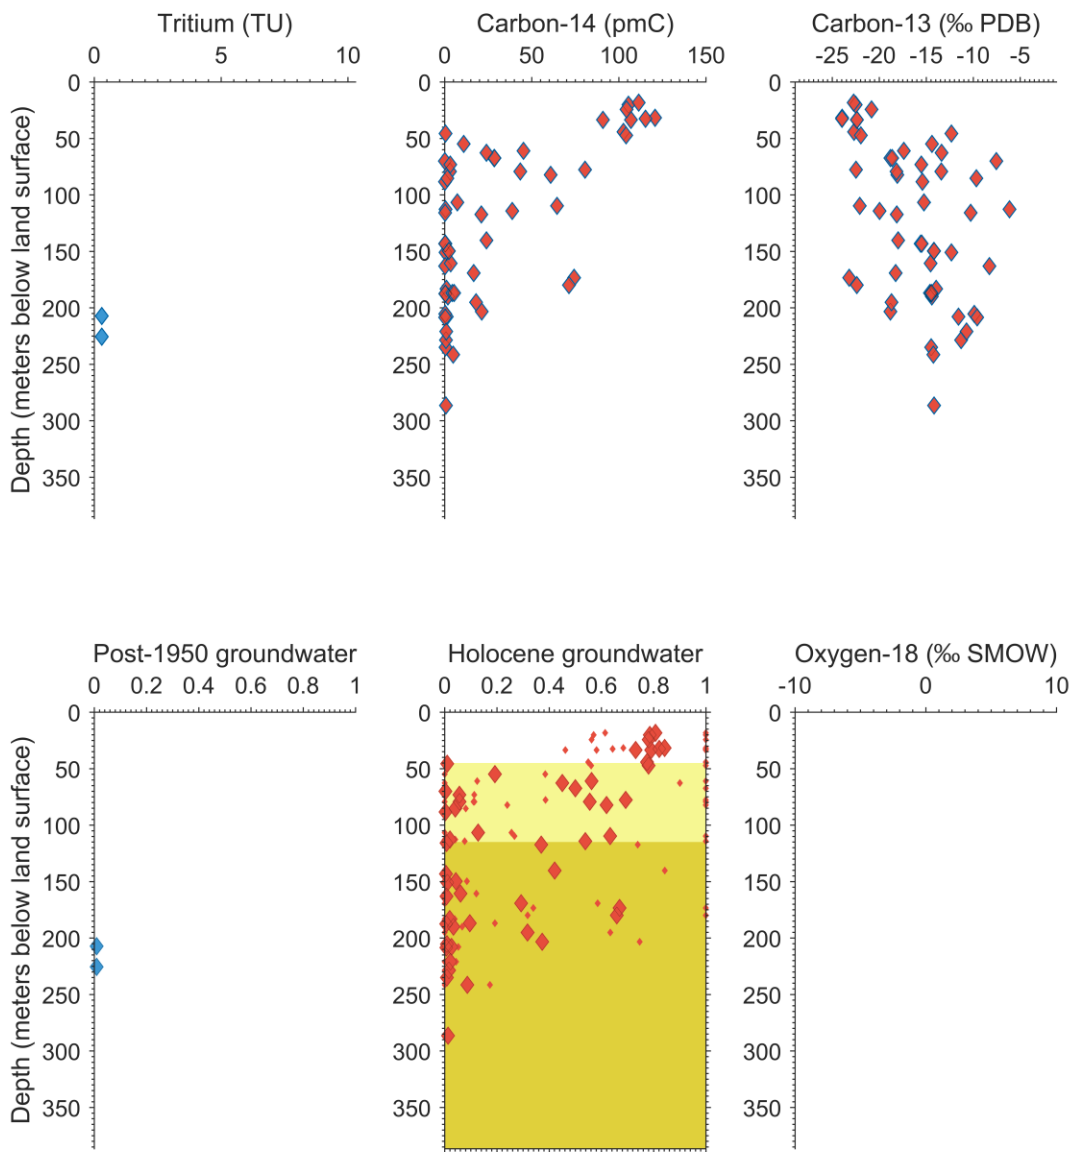 Tritium (TU) Carbon-14 (pmC) Carbon-13 (‰ PDB)
0 5 10 0 50 100 150 -25 -20 -15 -10 -5
0 0 0
50 50 50
100 100 100
150 150 150
200 200 200
250 250 250
300 300 300
350 350 350
Depth (meters below land surface)
Post-1950 groundwater Holocene groundwater Oxygen-18 (‰ SMOW)
0 0.2 0.4 0.6 0.8 1 0 0.2 0.4 0.6 0.8 1 -10 0 10
0 0 0
50 50 50
100 100 100
150 150 150
200 200 200
250 250 250
300 300 300
350 350 350
Depth (meters below land surface)